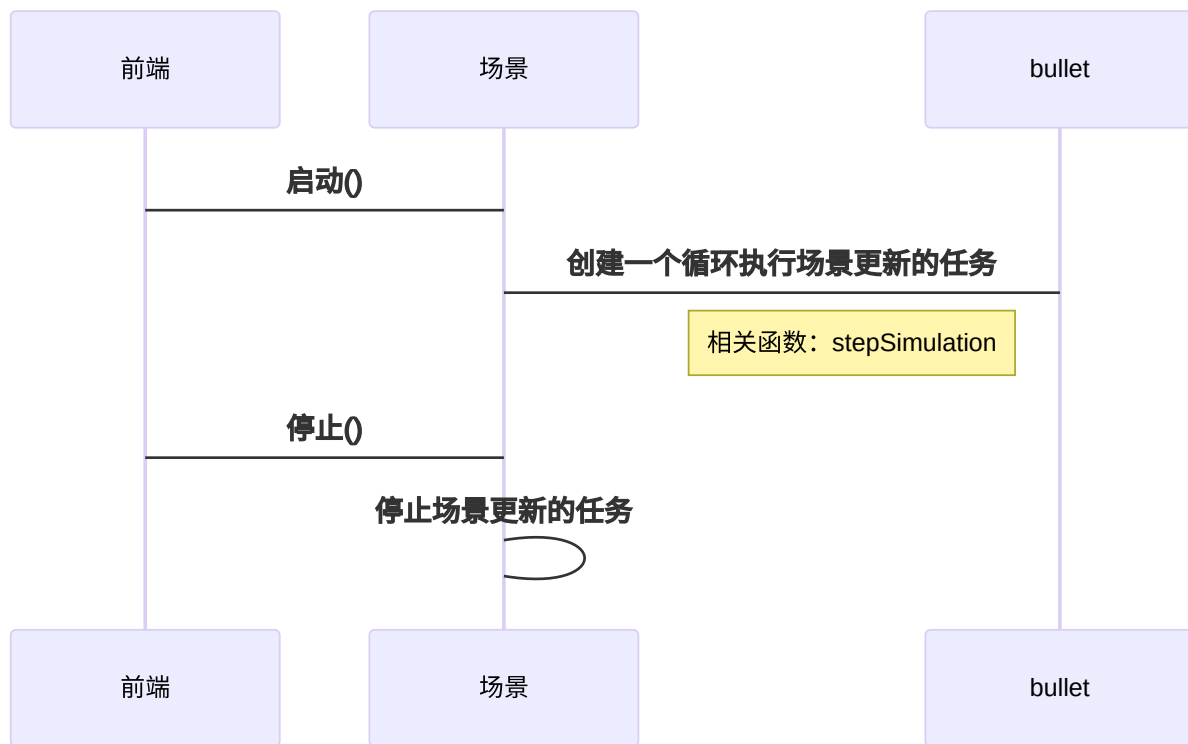 前端
场景
bullet
启动()
创建一个循环执行场景更新的任务
相关函数：stepSimulation
停止()
停止场景更新的任务
前端
场景
bullet